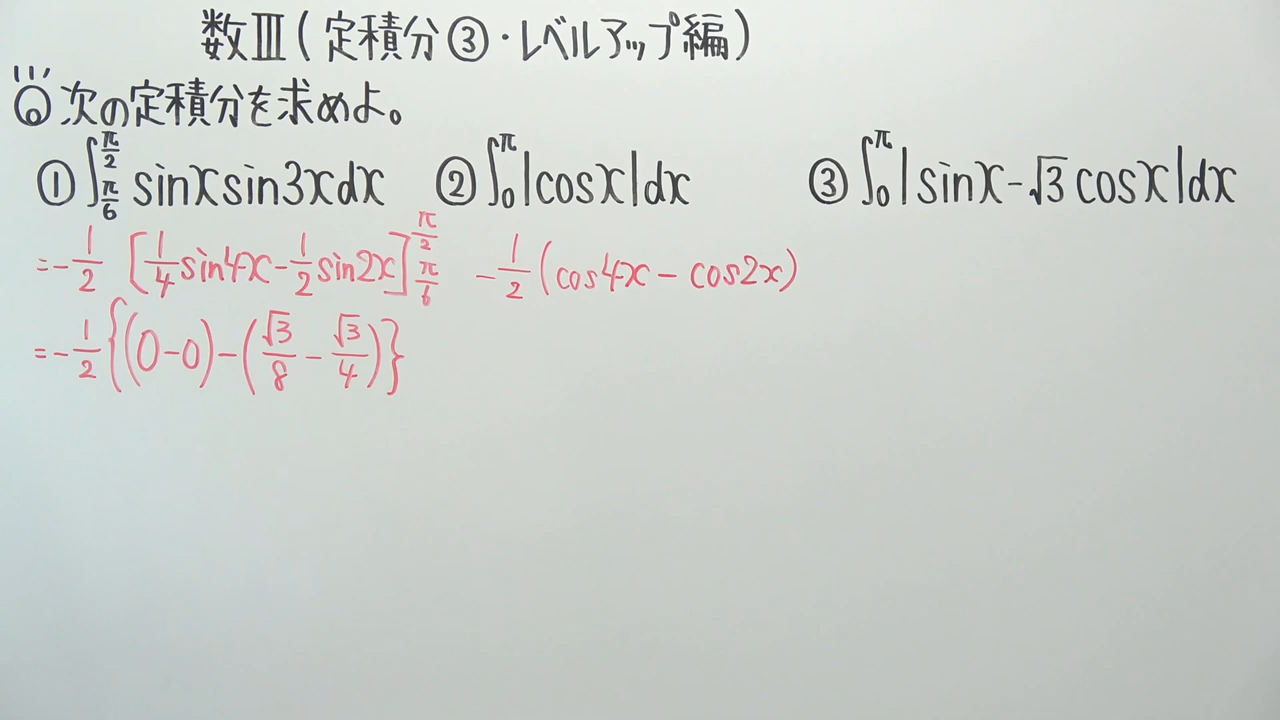 数Ⅲ(定積分③・レベルアップ編)
◎次の定積分を求めよ。
① ∫_{π/6}^{π/2} sinx sin3x dx ② ∫_0^π |cosx|dx ③ ∫_0^π |sinx-√3cosx|dx
=-1/2 [1/4 sin4x-1/2 sin2x]_{π/6}^{π/2} -1/2(cos4x-cos2x)
=-1/2{(0-0)-(√3/8-√3/4)}